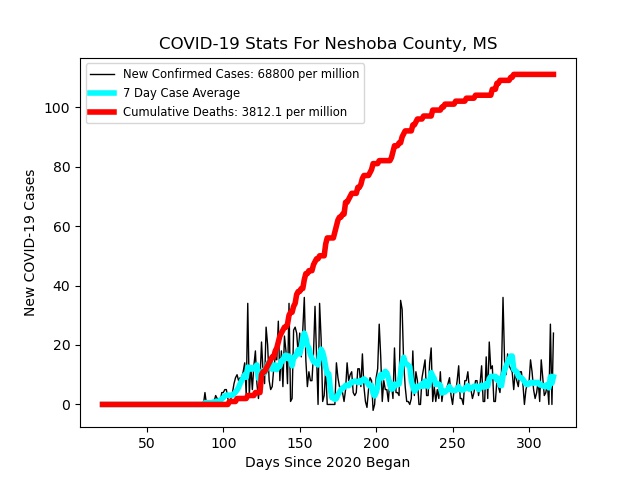 COVID-19 Stats For Neshoba County, MS
New Confirmed Cases: 68800 per million
7 Day Case Average
Cumulative Deaths: 3812.1 per million
New COVID-19 Cases
100
80
60
40
20
0
50 100 150 200 250 300
Days Since 2020 Began